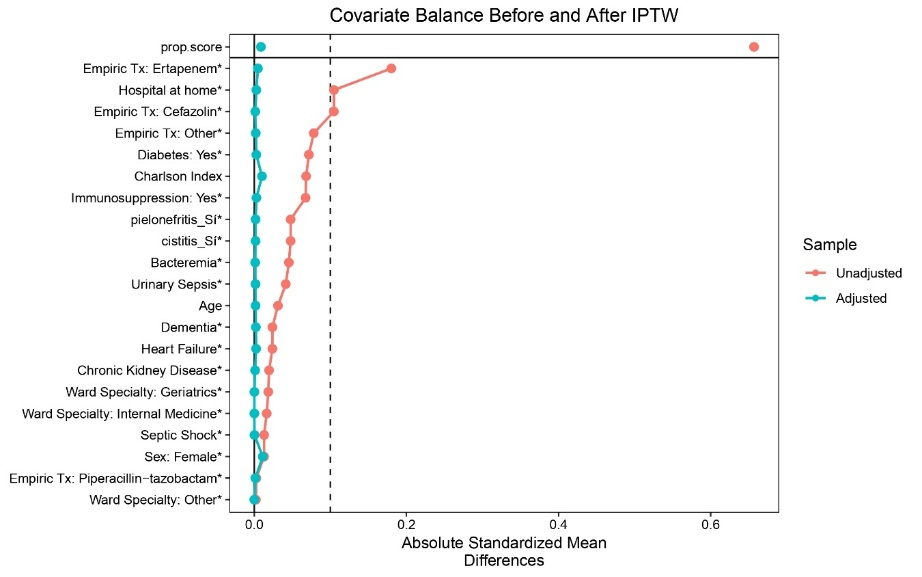 Covariate Balance Before and After IPTW
prop.score
Empiric Tx: Ertapenem*
Hospital at home*
Empiric Tx: Cefazolin*
Empiric Tx: Other*
Diabetes: Yes*
Charlson Index
Immunosuppression: Yes*
pielonefritis_Sí*
cistitis_Sí*
Bacteremia*
Urinary Sepsis*
Age
Dementia*
Heart Failure*
Chronic Kidney Disease*
Ward Specialty: Geriatrics*
Ward Specialty: Internal Medicine*
Septic Shock*
Sex: Female*
Empiric Tx: Piperacillin−tazobactam*
Ward Specialty: Other*
0.0 0.2 0.4 0.6
Absolute Standardized Mean
Differences
Sample
Unadjusted
Adjusted